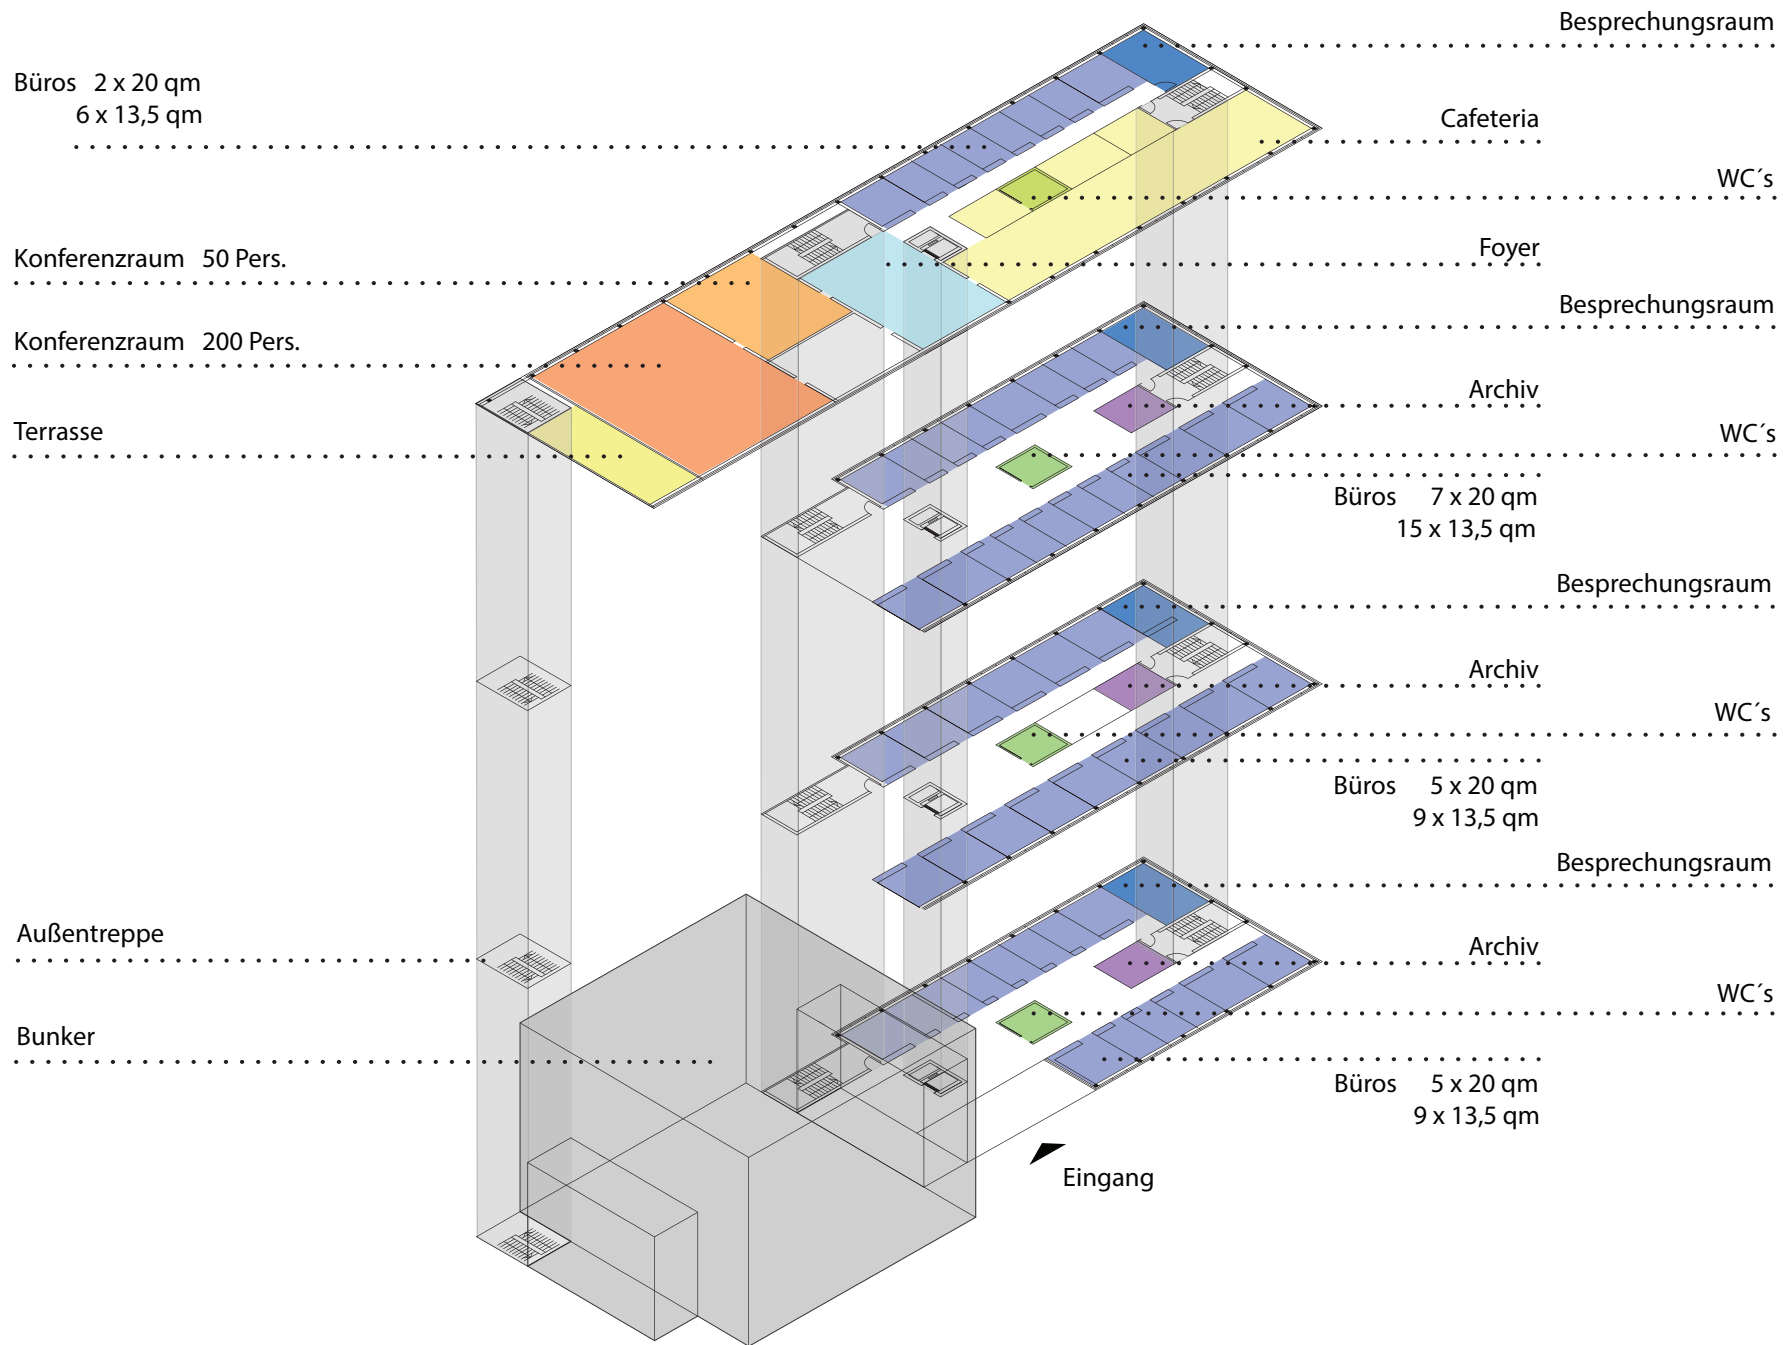 Besprechungsraum
Büros 2 x 20 qm
6 x 13,5 qm
Cafeteria
WC´s
Foyer
Konferenzraum 50 Pers.
Besprechungsraum
Konferenzraum 200 Pers.
Archiv
Terrasse
WC´s
Büros 7 x 20 qm
15 x 13,5 qm
Besprechungsraum
Archiv
WC´s
Büros 5 x 20 qm
9 x 13,5 qm
Besprechungsraum
Außentreppe
Archiv
WC´s
Bunker
Büros 5 x 20 qm
9 x 13,5 qm
Eingang